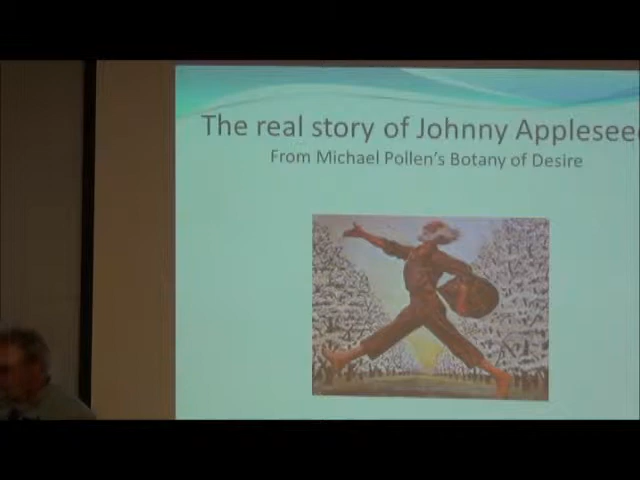 The real story of Johnny Applesee
From Michael Pollen's Botany of Desire